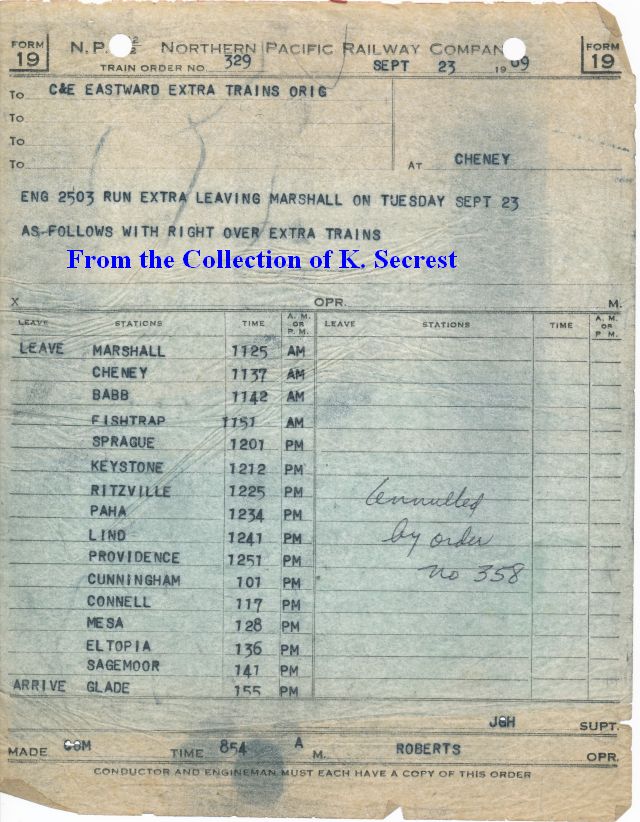 FORM 19 N.P. NORTHERN PACIFIC RAILWAY COMPAN FORM 19
TRAIN ORDER NO. 329 SEPT 23 1969
To C&E EASTWARD EXTRA TRAINS ORIG
To
To
To AT CHENEY
ENG 2503 RUN EXTRA LEAVING MARSHALL ON TUESDAY SEPT 23
AS FOLLOWS WITH RIGHT OVER EXTRA TRAINS
From the Collection of K. Secrest
X OPR. M.
LEAVE STATIONS TIME A. M. OR P. M. LEAVE STATIONS TIME A. M. OR P. M.
LEAVE MARSHALL 1125 AM
CHENEY 1137 AM
BABB 1142 AM
FISHTRAP 1151 AM
SPRAGUE 1201 PM
KEYSTONE 1212 PM
RITZVILLE 1225 PM
PAHA 1234 PM
LIND 1241 PM
PROVIDENCE 1251 PM
CUNNINGHAM 101 PM
CONNELL 117 PM
MESA 128 PM
ELTOPIA 136 PM
SAGEMOOR 141 PM
ARRIVE GLADE 155 PM
Annulled
by order
no 358
JGH SUPT.
MADE COM TIME 854 A M. ROBERTS OPR.
CONDUCTOR AND ENGINEMAN MUST EACH HAVE A COPY OF THIS ORDER